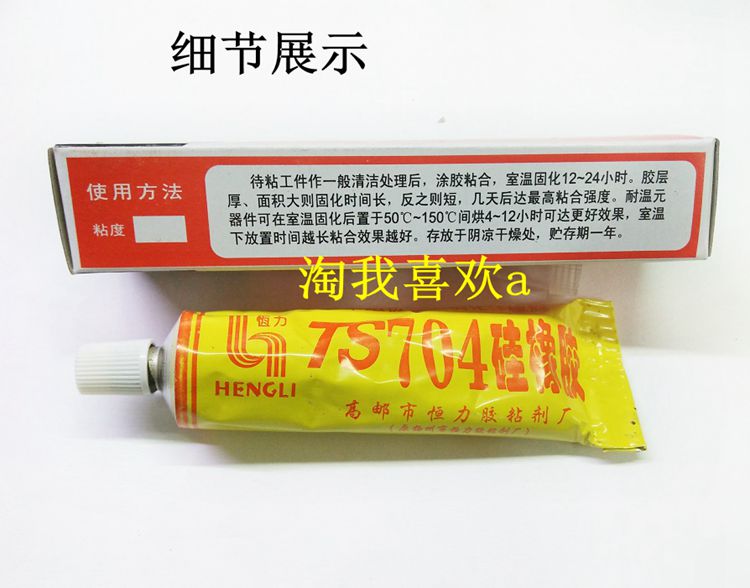 细节展示
使用方法
粘度
待粘工件作一般清洁处理后，涂胶粘合，室温固化12~24小时。胶层
厚、面积大则固化时间长，反之则短，几天后达最高粘合强度。耐温元
器件可在室温固化后置于50℃~150℃间烘4~12小时可达更好效果，室温
下放置时间越长粘合效果越好。存放于阴凉干燥处，贮存期一年。
淘我喜欢a
恒力
HENGLI
TS704硅橡胶
高邮市恒力胶粘剂厂